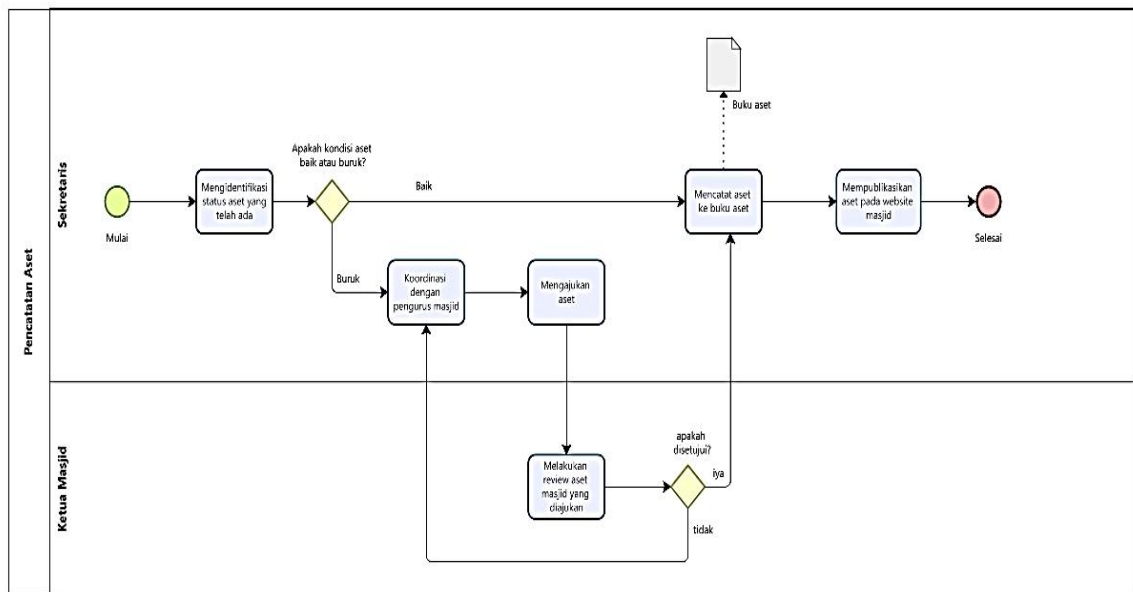 Pencatatan Aset
Sekretaris
Mulai
Mengidentifikasi
status aset yang
telah ada
Apakah kondisi aset
baik atau buruk?
Baik
Buruk
Koordinasi
dengan
pengurus masjid
Mengajukan
aset
Buku aset
Mencatat aset
ke buku aset
Mempublikasikan
aset pada website
masjid
Selesai
Ketua Masjid
Melakukan
review aset
masjid yang
diajukan
apakah
disetujui?
iya
tidak